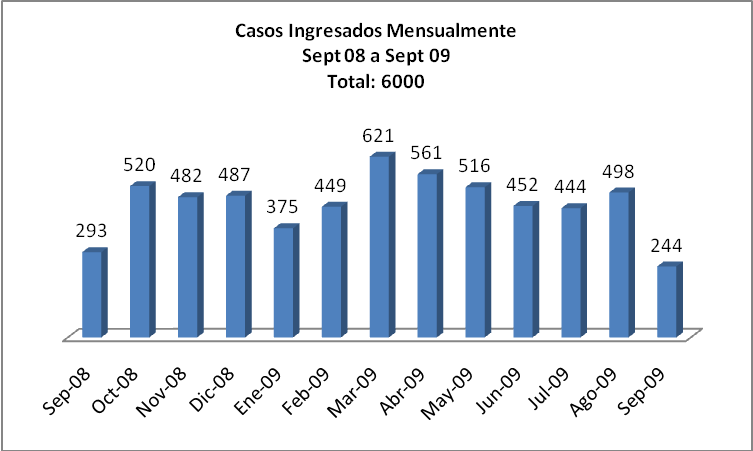 Casos Ingresados Mensualmente
Sept 08 a Sept 09
Total: 6000
293
520
482
487
375
449
621
561
516
452
444
498
244
Sep-08
Oct-08
Nov-08
Dic-08
Ene-09
Feb-09
Mar-09
Abr-09
May-09
Jun-09
Jul-09
Ago-09
Sep-09